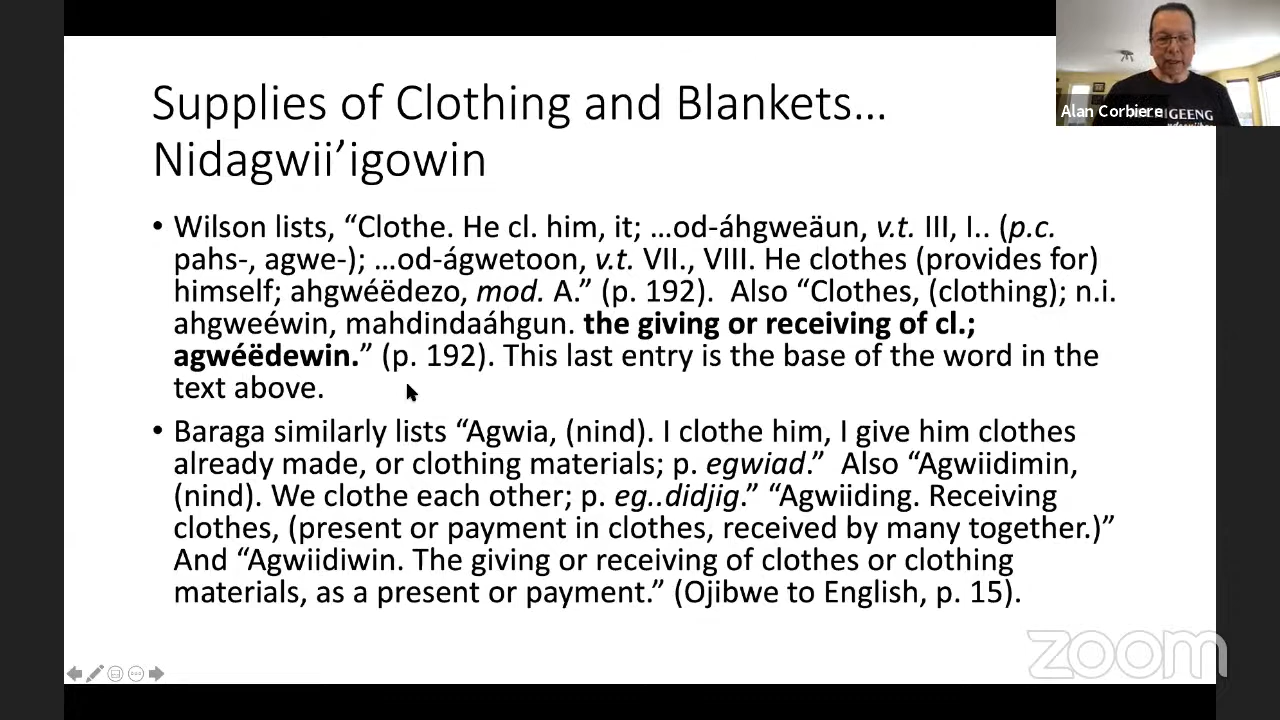 Supplies of Clothing and Blankets…
Nidagwii’igowin
• Wilson lists, “Clothe. He cl. him, it; …od-áhgweäun, v.t. III, I.. (p.c.
pahs-, agwe-); …od-ágwetoon, v.t. VII., VIII. He clothes (provides for)
himself; ahgwéëdezo, mod. A.” (p. 192).  Also “Clothes, (clothing); n.i.
ahgweéwin, mahdindaáhgun. the giving or receiving of cl.;
agwéëdewin.” (p. 192). This last entry is the base of the word in the
text above.
• Baraga similarly lists “Agwia, (nind). I clothe him, I give him clothes
already made, or clothing materials; p. egwiad.”  Also “Agwiidimin,
(nind). We clothe each other; p. eg..didjig.” “Agwiiding. Receiving
clothes, (present or payment in clothes, received by many together.)”
And “Agwiidiwin. The giving or receiving of clothes or clothing
materials, as a present or payment.” (Ojibwe to English, p. 15).
Alan Corbiere
zoom